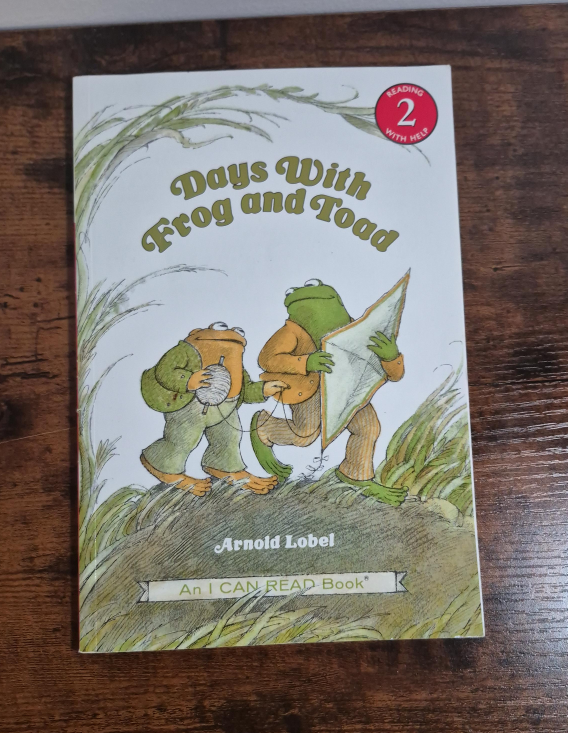 READING
2
WITH HELP
Days With
Frog and Toad
Arnold Lobel
An I CAN READ Book®